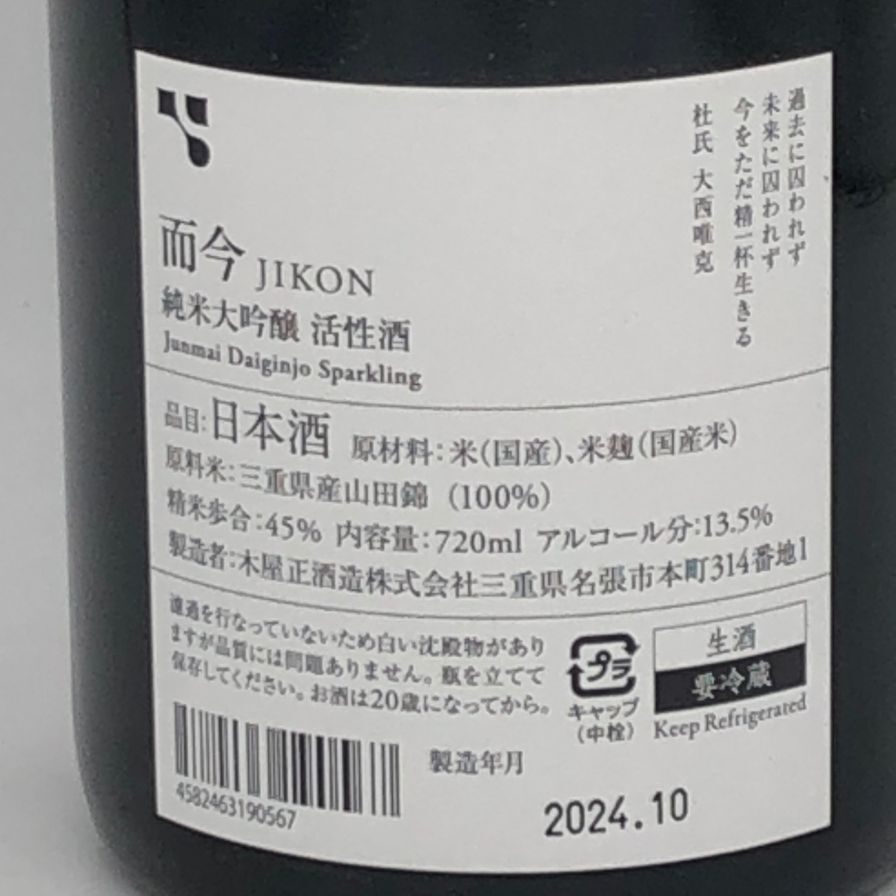 過去に囚われず
未来に囚われず
今をただ精一杯生きる
杜氏 大西唯克
而今 JIKON
純米大吟醸 活性酒
Junmai Daiginjo Sparkling
品目:日本酒 原材料:米(国産)、米麹(国産米)
原料米:三重県産山田錦 (100%)
精米歩合:45% 内容量:720ml アルコール分:13.5%
製造者:木屋正酒造株式会社三重県名張市本町314番地1
濾過を行なっていないため白い沈殿物があり
ますが品質には問題ありません。瓶を立てて
保存してください。お酒は20歳になってから。
プラ
キャップ
(中栓)
生酒
要冷蔵
Keep Refrigerated
4582463190567
製造年月
2024.10